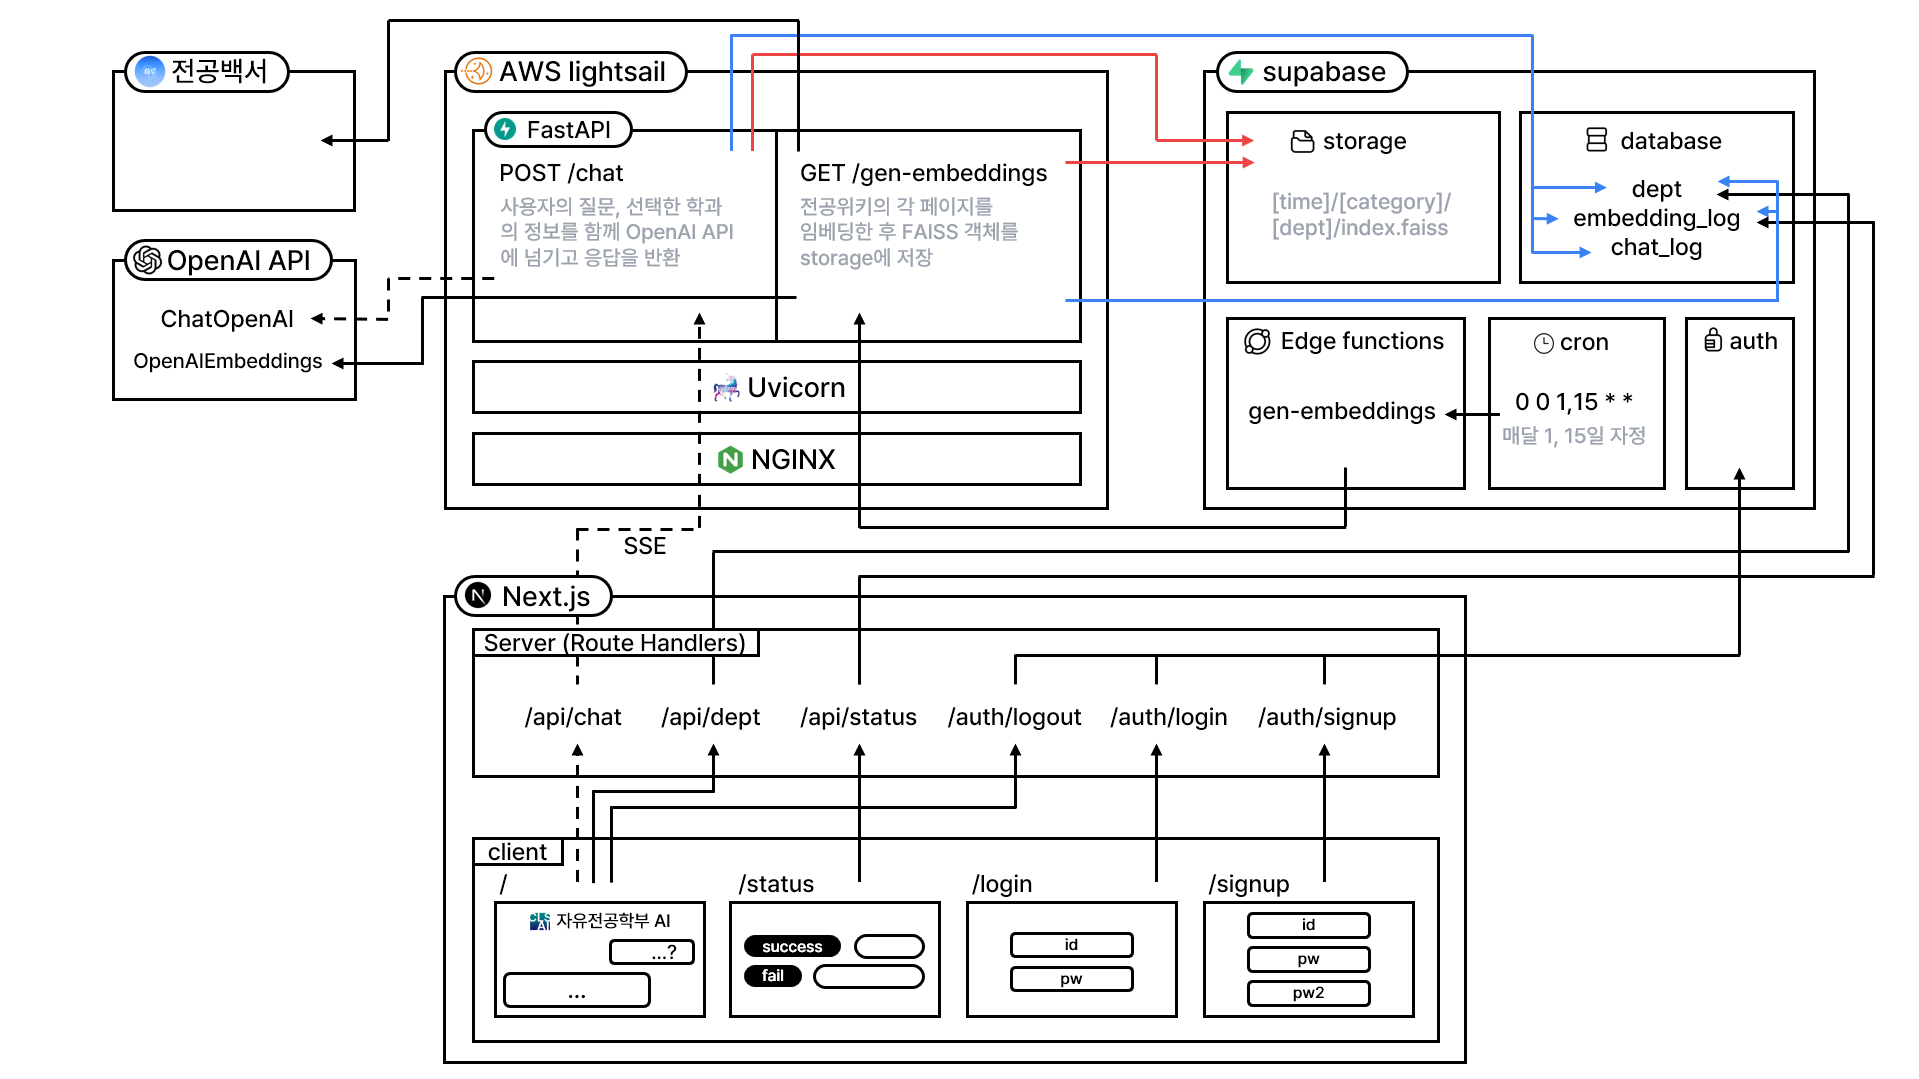 전공백서
OpenAI API
ChatOpenAI
OpenAIEmbeddings
AWS lightsail
FastAPI
POST /chat
사용자의 질문, 선택한 학과
의 정보를 함께 OpenAI API
에 넘기고 응답을 반환
GET /gen-embeddings
전공위키의 각 페이지를
임베딩한 후 FAISS 객체를
storage에 저장
Uvicorn
NGINX
supabase
storage
[time]/[category]/
[dept]/index.faiss
database
dept
embedding_log
chat_log
Edge functions
gen-embeddings
cron
0 0 1,15 * *
매달 1, 15일 자정
auth
SSE
Next.js
Server (Route Handlers)
/api/chat
/api/dept
/api/status
/auth/logout
/auth/login
/auth/signup
client
/
자유전공학부 AI
...?
...
/status
success
fail
/login
id
pw
/signup
id
pw
pw2